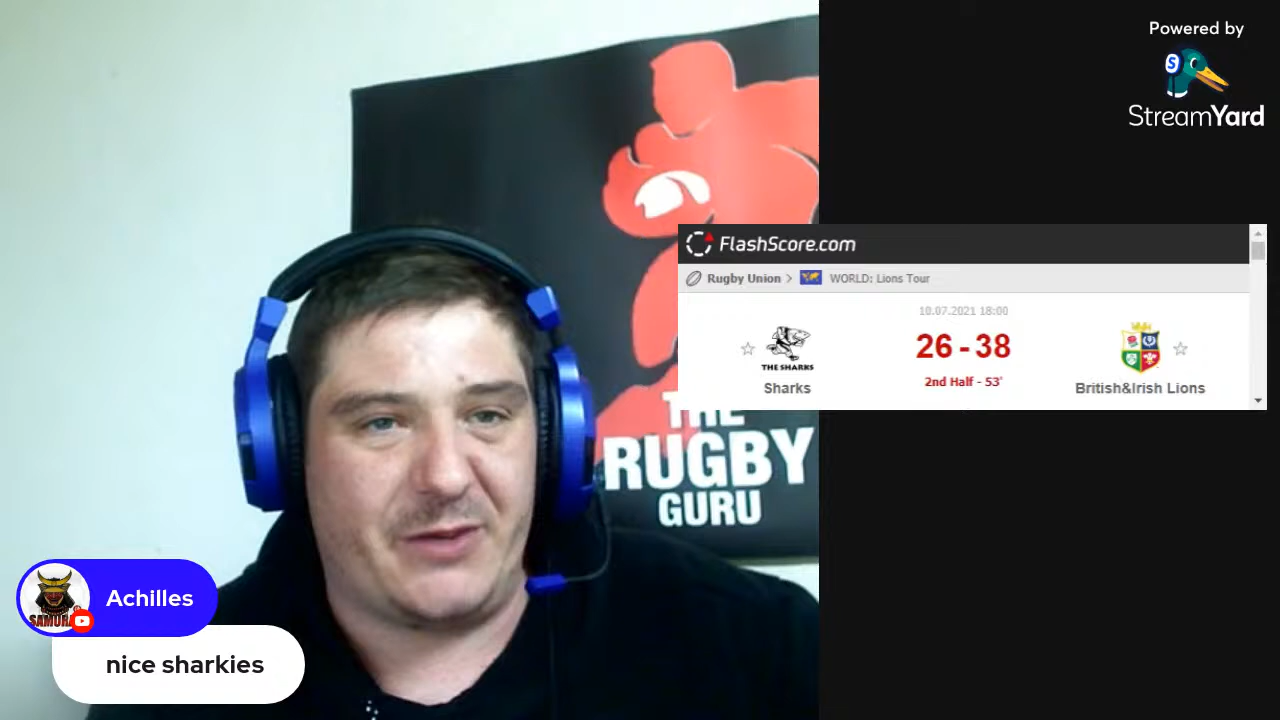 Powered by
StreamYard
FlashScore.com
Rugby Union > WORLD: Lions Tour
10.07.2021 18:00
26 - 38
2nd Half - 53'
THE SHARKS
Sharks
British&Irish Lions
THE
RUGBY
GURU
SAMURA
Achilles
nice sharkies